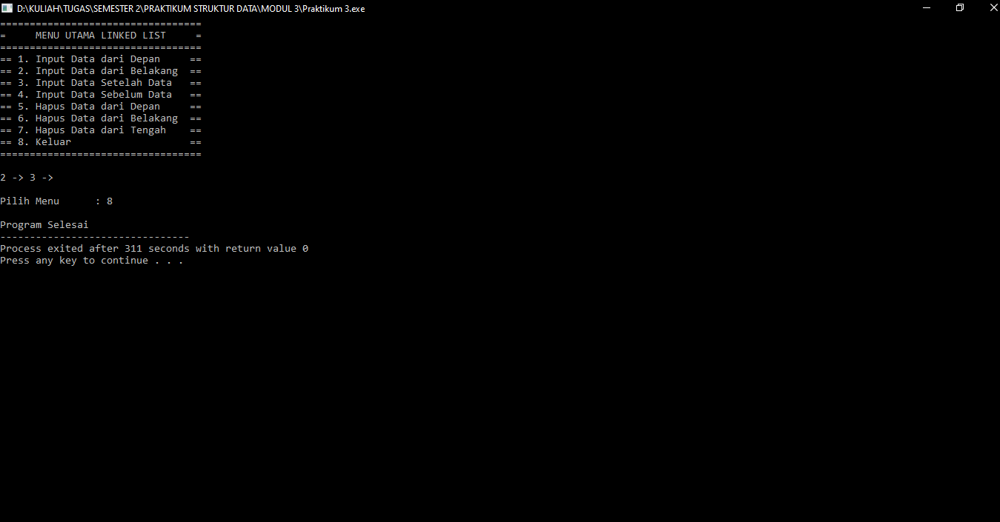 D:\KULIAH\TUGAS\SEMESTER 2\PRAKTIKUM STRUKTUR DATA\MODUL 3\Praktikum 3.exe
==================================
=     MENU UTAMA LINKED LIST     =
==================================
== 1. Input Data dari Depan     ==
== 2. Input Data dari Belakang  ==
== 3. Input Data Setelah Data   ==
== 4. Input Data Sebelum Data   ==
== 5. Hapus Data dari Depan     ==
== 6. Hapus Data dari Belakang  ==
== 7. Hapus Data dari Tengah    ==
== 8. Keluar                    ==
==================================
2 -> 3 ->
Pilih Menu      : 8
Program Selesai
--------------------------------
Process exited after 311 seconds with return value 0
Press any key to continue . . .